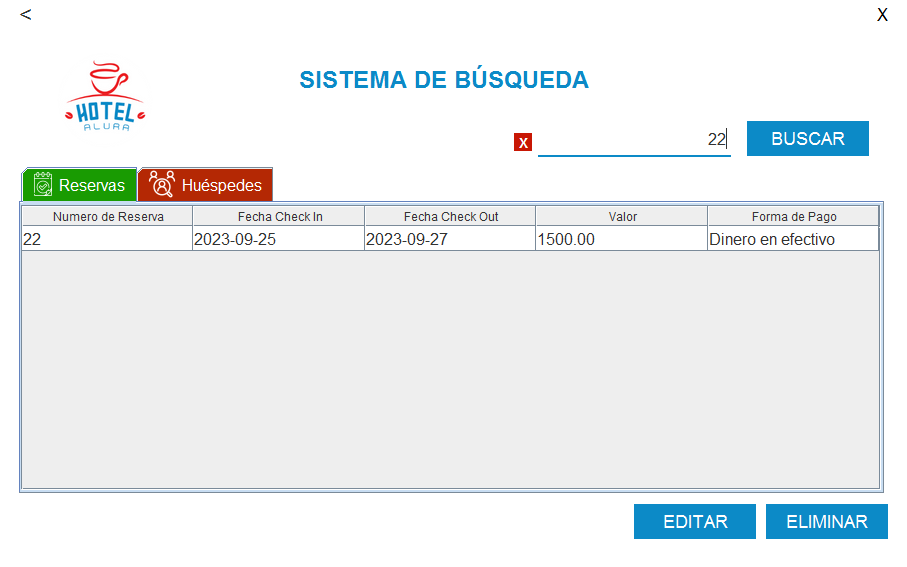 <
X
HOTEL
ALURA
SISTEMA DE BÚSQUEDA
X
22
BUSCAR
Reservas
Huéspedes
Numero de Reserva Fecha Check In Fecha Check Out Valor Forma de Pago
22 2023-09-25 2023-09-27 1500.00 Dinero en efectivo
EDITAR
ELIMINAR